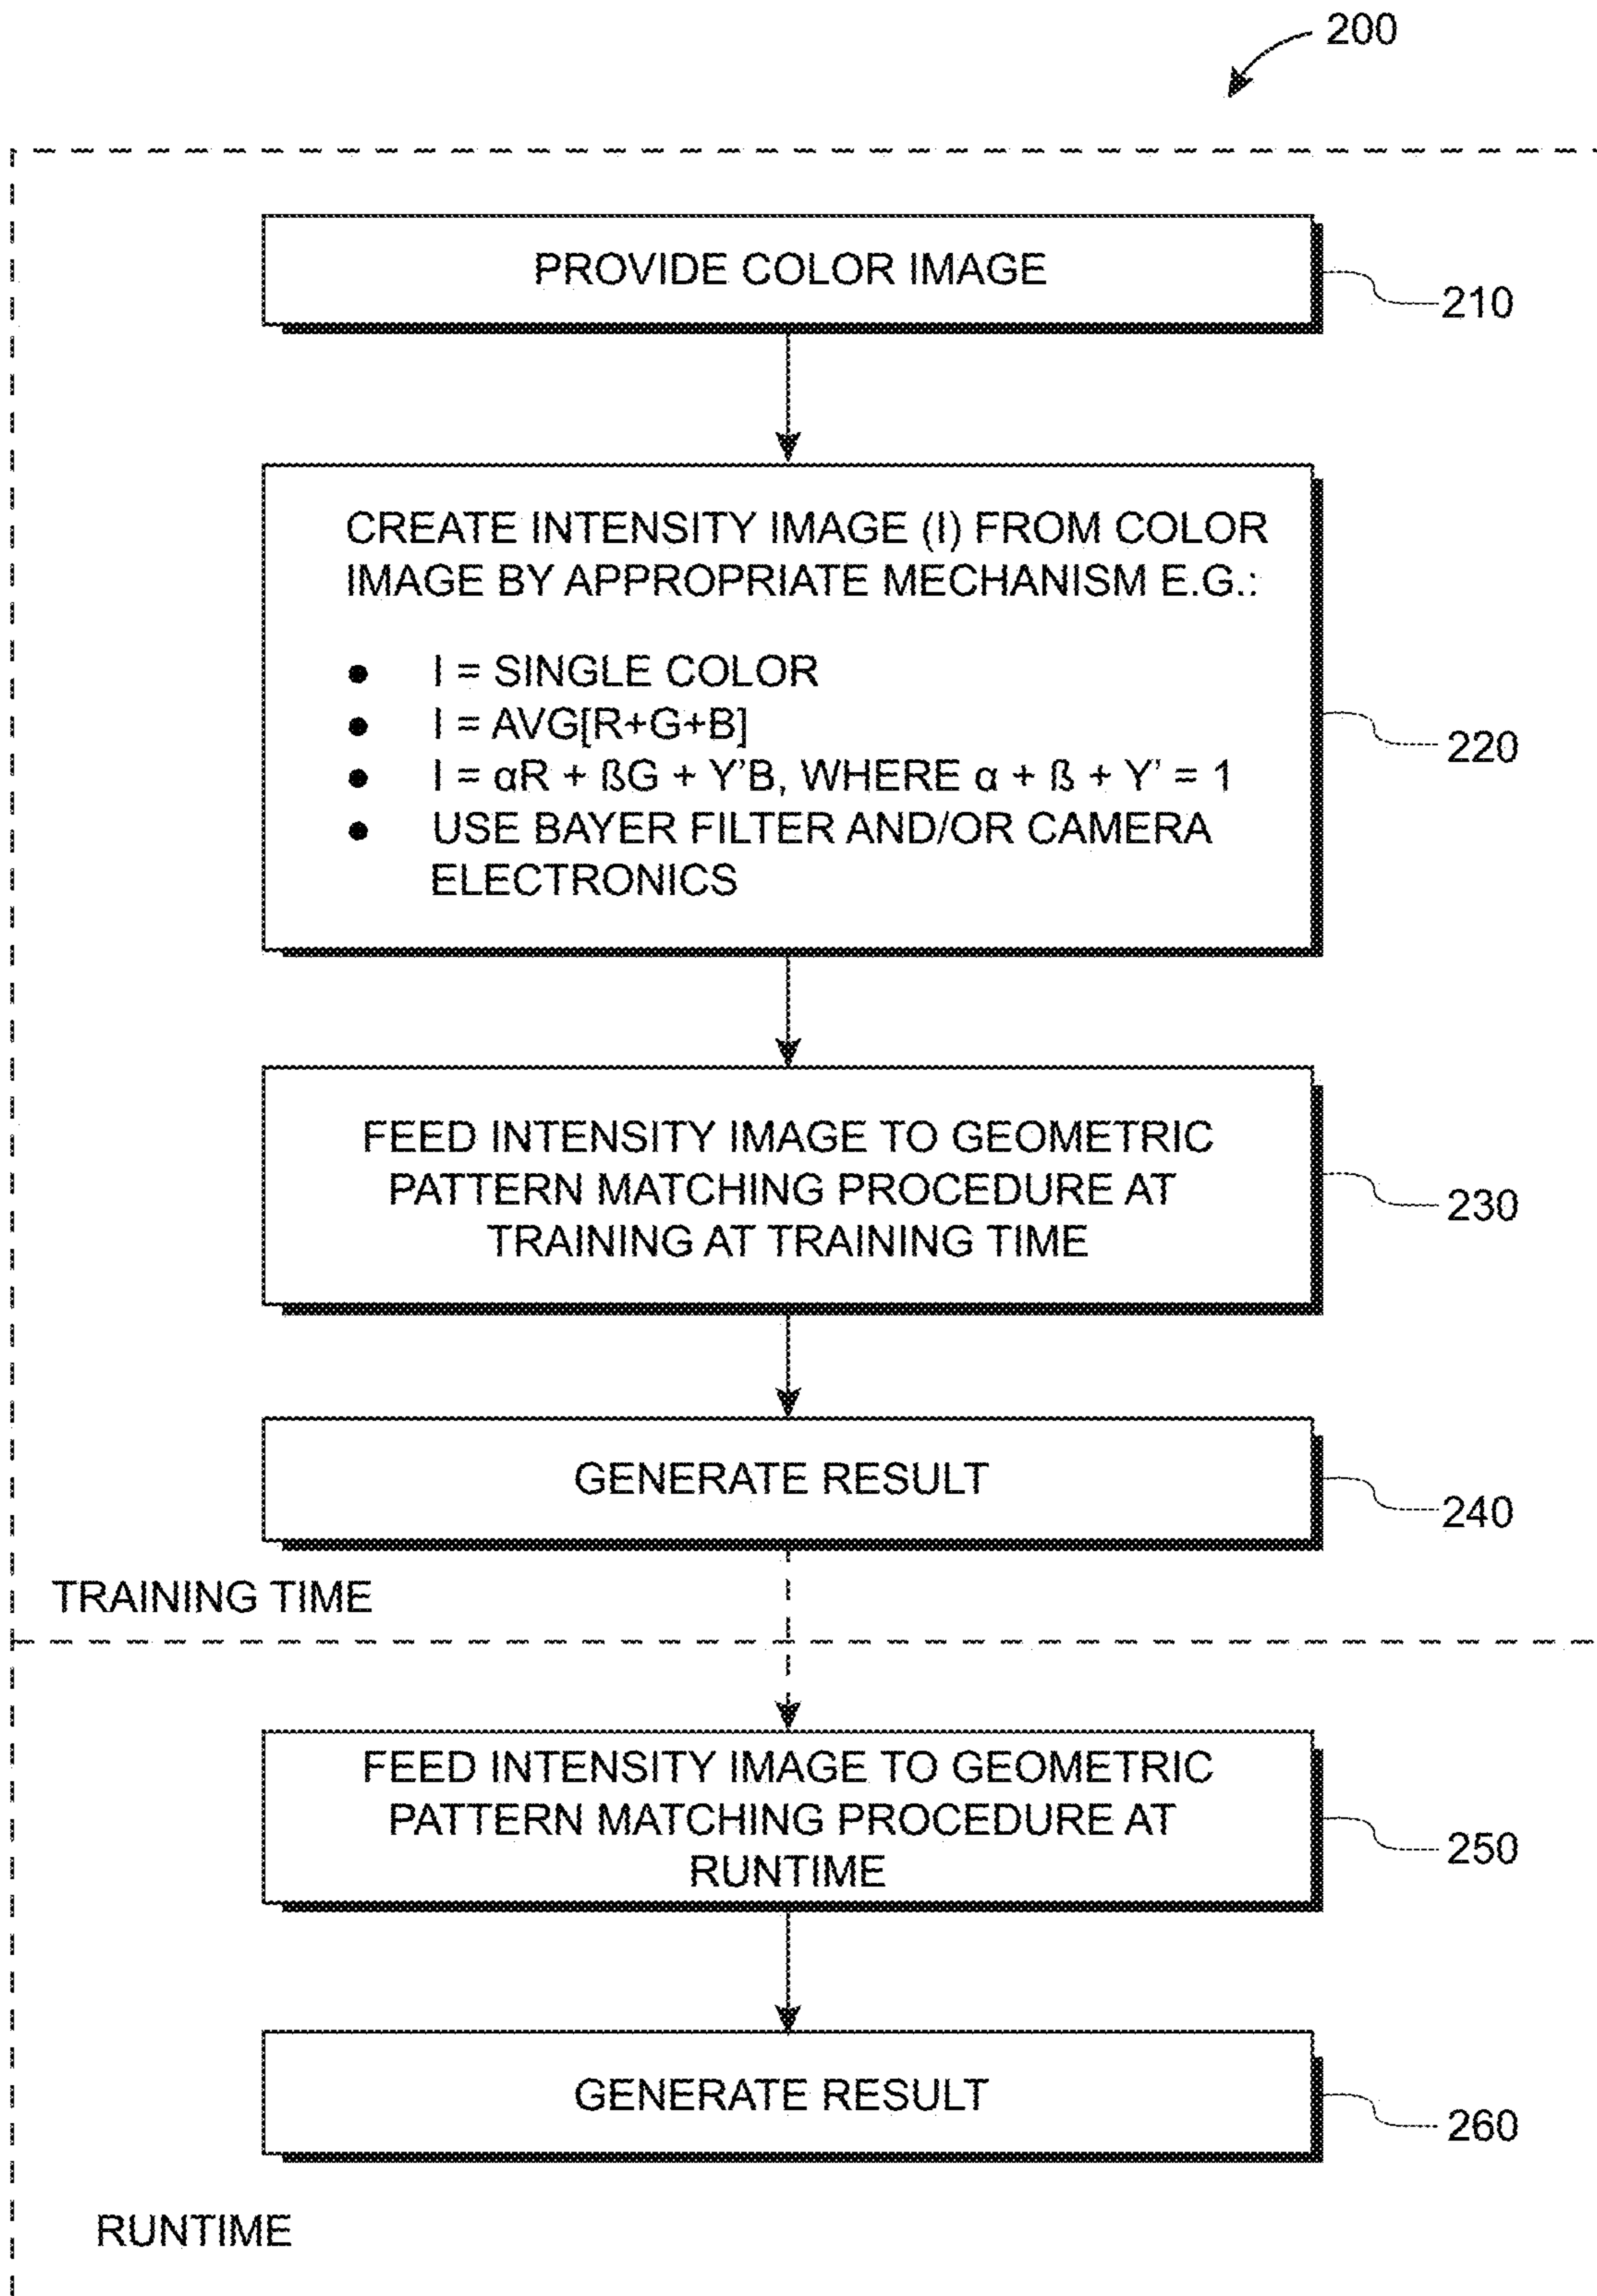 200
PROVIDE COLOR IMAGE
210
CREATE INTENSITY IMAGE (I) FROM COLOR
IMAGE BY APPROPRIATE MECHANISM E.G.:
● I = SINGLE COLOR
● I = AVG[R+G+B]
● I = αR + ßG + Y’B, WHERE α + ß + Y’ = 1
● USE BAYER FILTER AND/OR CAMERA
ELECTRONICS
220
FEED INTENSITY IMAGE TO GEOMETRIC
PATTERN MATCHING PROCEDURE AT
TRAINING AT TRAINING TIME
230
GENERATE RESULT
240
TRAINING TIME
FEED INTENSITY IMAGE TO GEOMETRIC
PATTERN MATCHING PROCEDURE AT
RUNTIME
250
GENERATE RESULT
260
RUNTIME